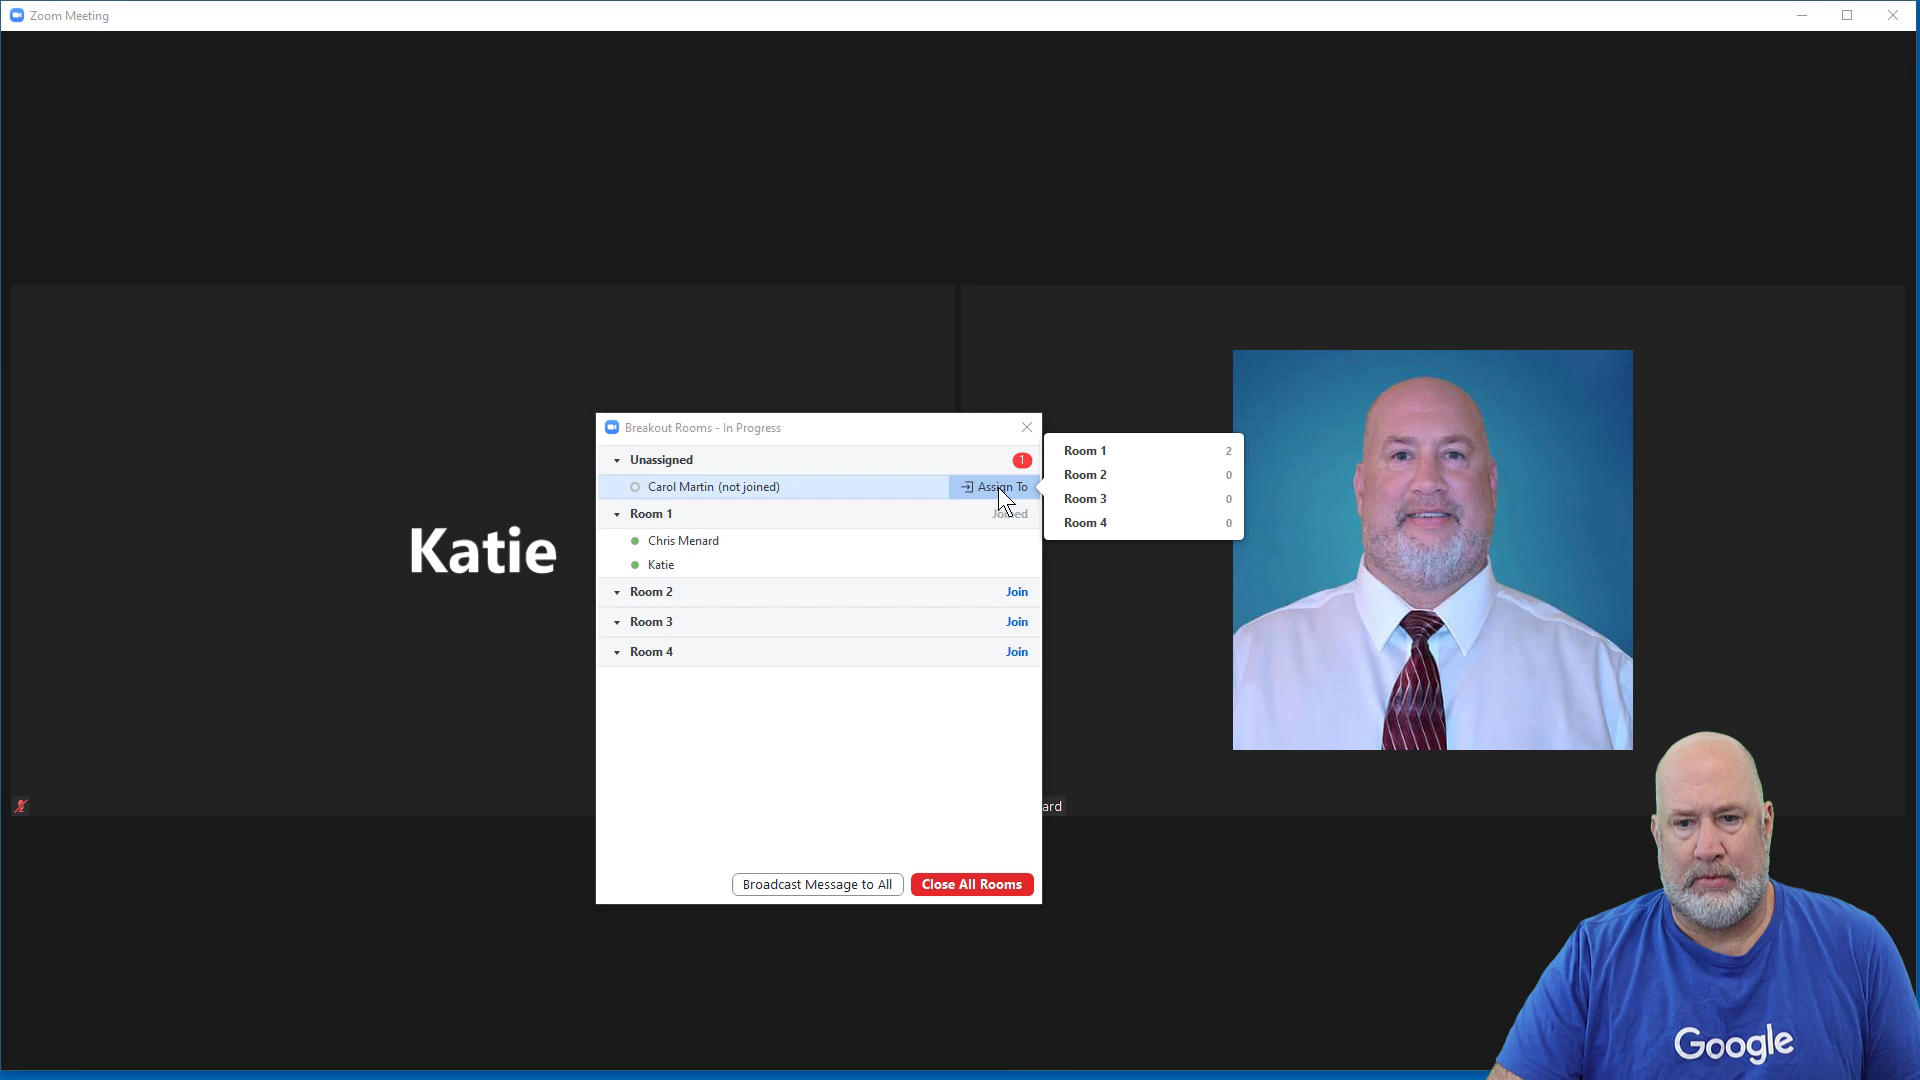 Zoom Meeting
Breakout Rooms - In Progress
Unassigned 1
Carol Martin (not joined) Assign To
Room 1 Joined
Chris Menard
Katie
Room 2 Join
Room 3 Join
Room 4 Join
Broadcast Message to All Close All Rooms
Room 1 2
Room 2 0
Room 3 0
Room 4 0
Katie
ard
Google